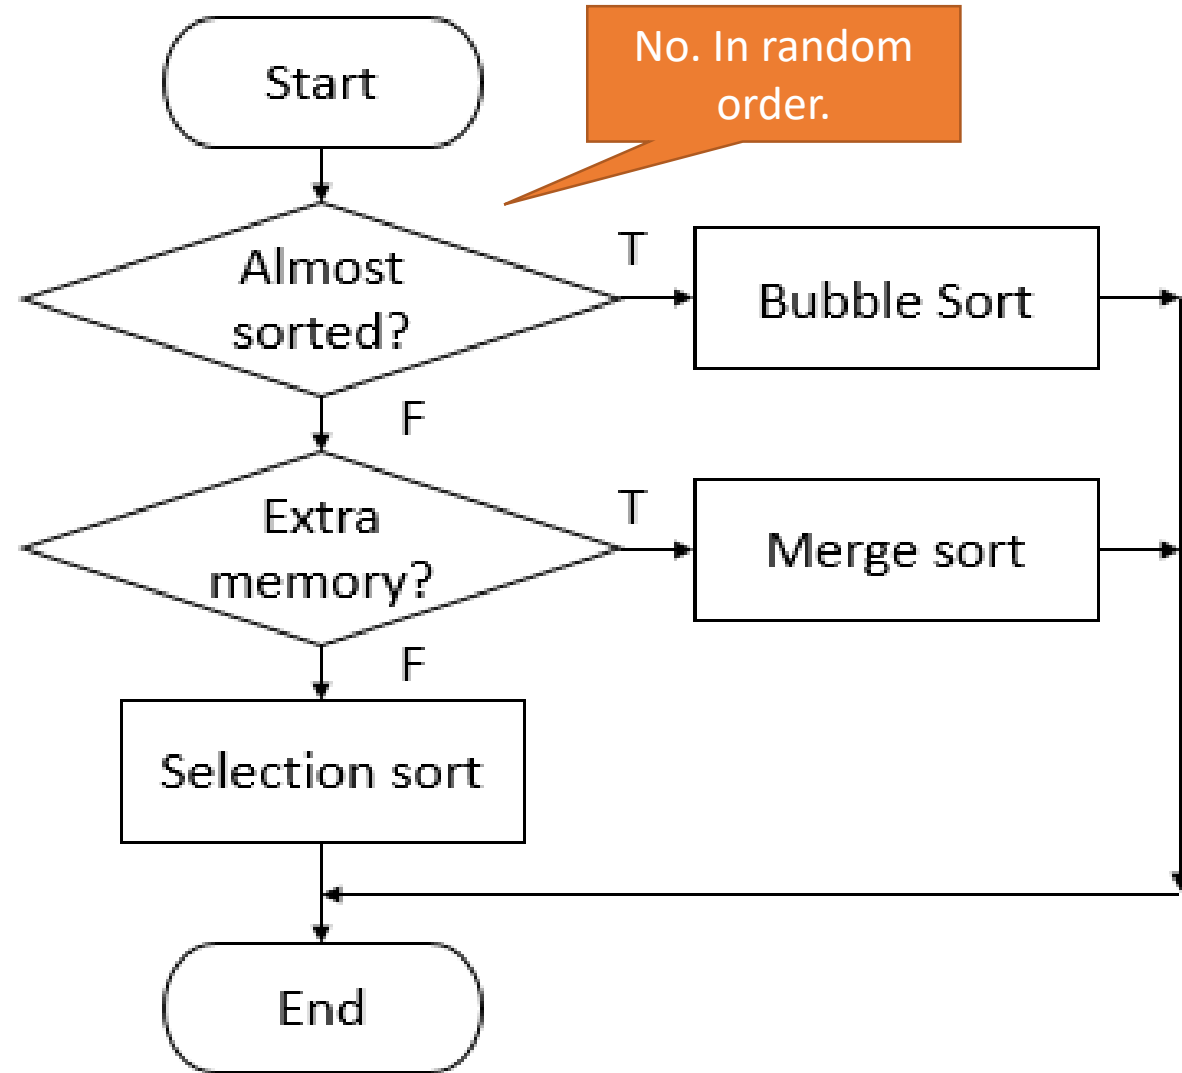 Start
No. In random
order.
Almost
sorted?
T
Bubble Sort
F
Extra
memory?
T
Merge sort
F
Selection sort
End